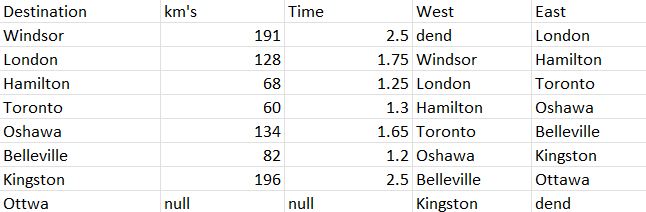 Destination km's Time West East
Windsor 191 2.5 dend London
London 128 1.75 Windsor Hamilton
Hamilton 68 1.25 London Toronto
Toronto 60 1.3 Hamilton Oshawa
Oshawa 134 1.65 Toronto Belleville
Belleville 82 1.2 Oshawa Kingston
Kingston 196 2.5 Belleville Ottawa
Ottwa null null Kingston dend